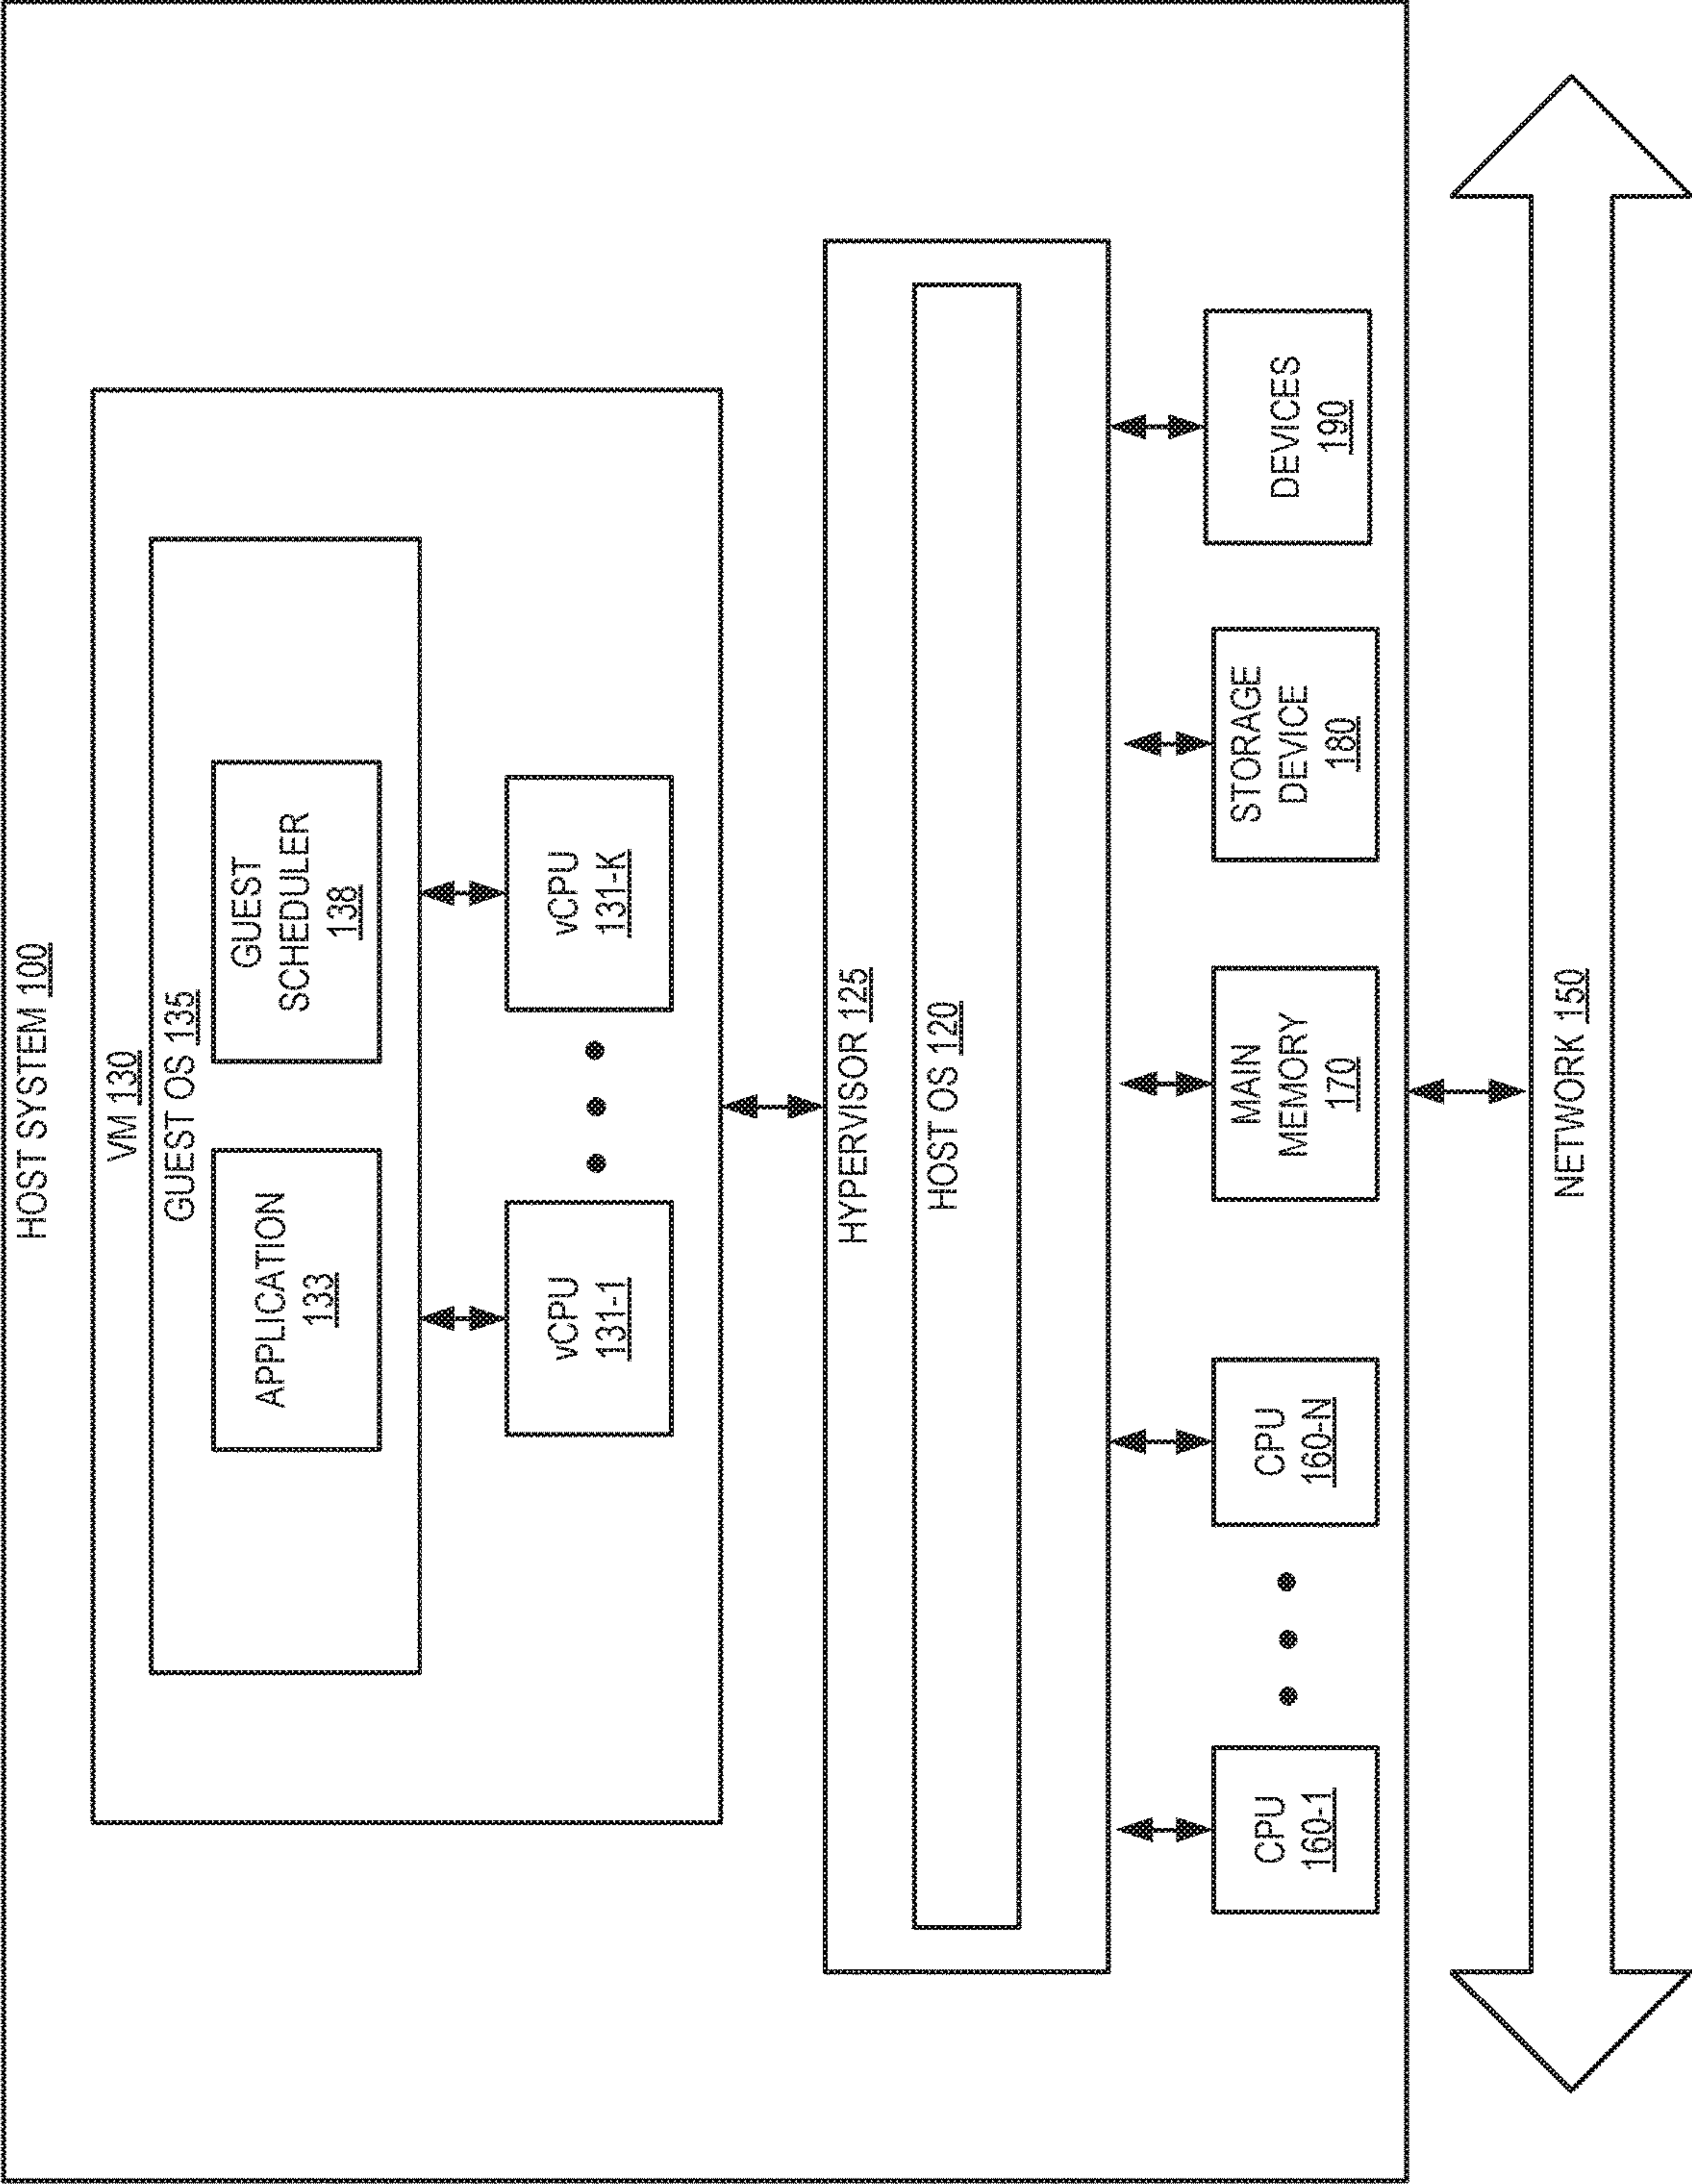 HOST SYSTEM 100
VM 130
GUEST OS 135
APPLICATION
133
GUEST
SCHEDULER
138
vCPU
131-1
vCPU
131-K
HYPERVISOR 125
HOST OS 120
CPU
160-1
CPU
160-N
MAIN
MEMORY
170
STORAGE
DEVICE
180
DEVICES
190
NETWORK 150